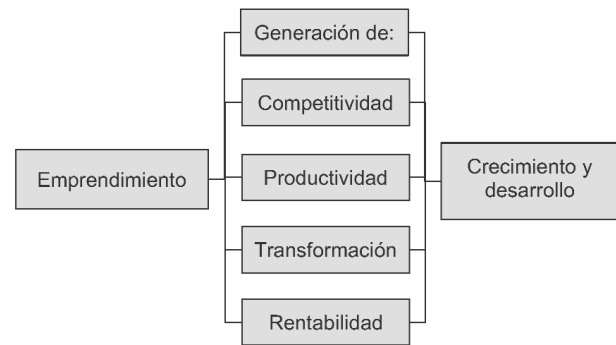 Generación de:
Competitividad
Emprendimiento
Productividad
Crecimiento y
desarrollo
Transformación
Rentabilidad